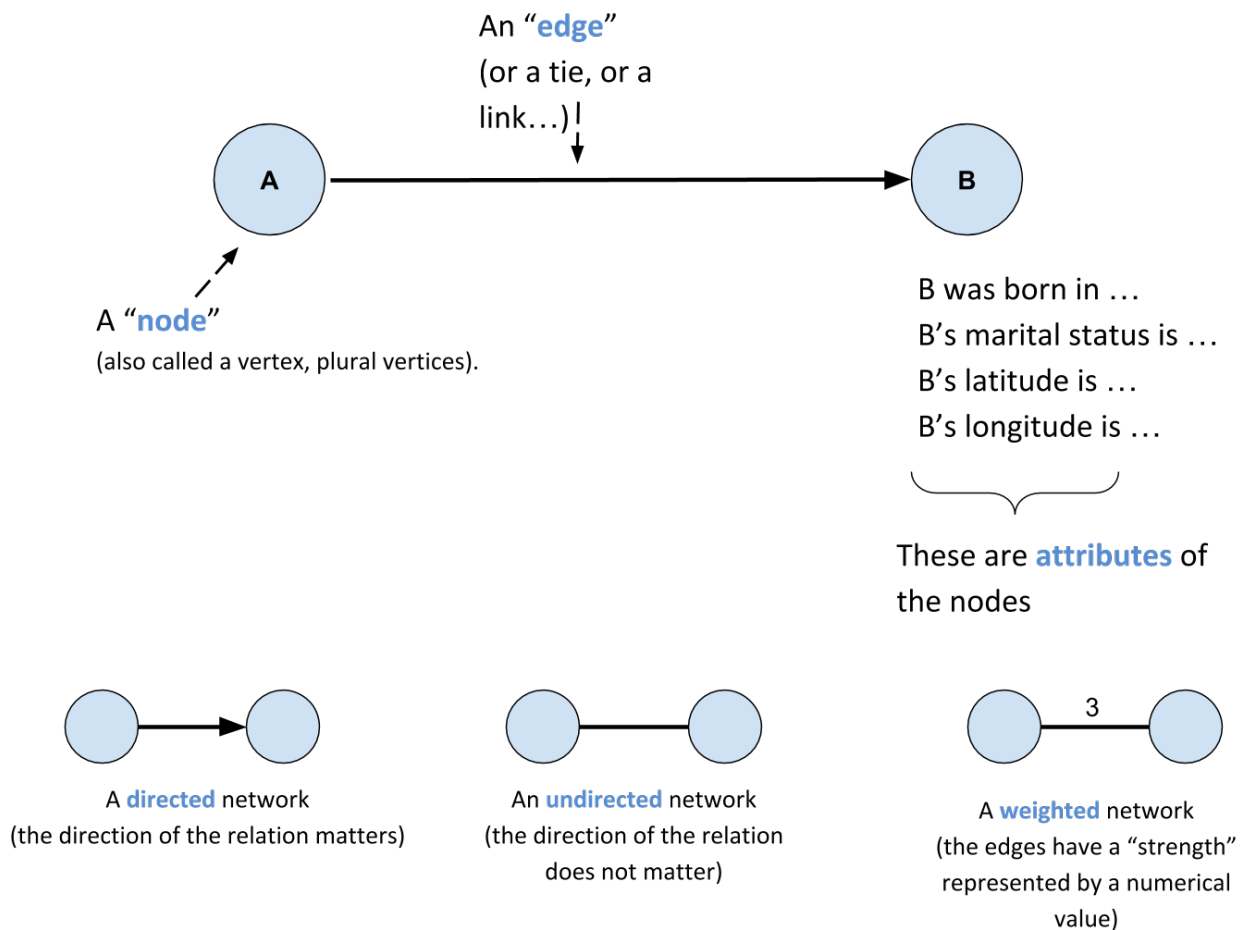 An “edge”
(or a tie, or a
link…)
A
B
A “node”
(also called a vertex, plural vertices).
B was born in …
B’s marital status is …
B’s latitude is …
B’s longitude is …
These are attributes of
the nodes
A directed network
(the direction of the relation matters)
An undirected network
(the direction of the relation
does not matter)
3
A weighted network
(the edges have a “strength”
represented by a numerical
value)